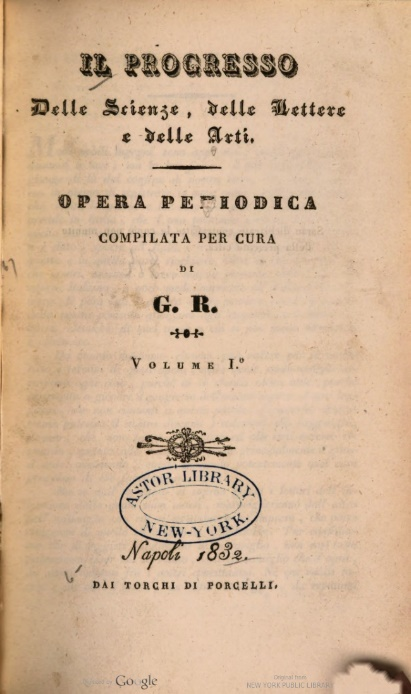 IL PROGRESSO
Delle Scienze, delle Lettere
e delle Arti.
OPERA PERIODICA
COMPILATA PER CURA
DI
G. R.
VOLUME I.º
ASTOR LIBRARY
NEW-YORK.
Napoli 1832.
DAI TORCHI DI PORCELLI.
Google
Original from
NEW YORK PUBLIC LIBRARY